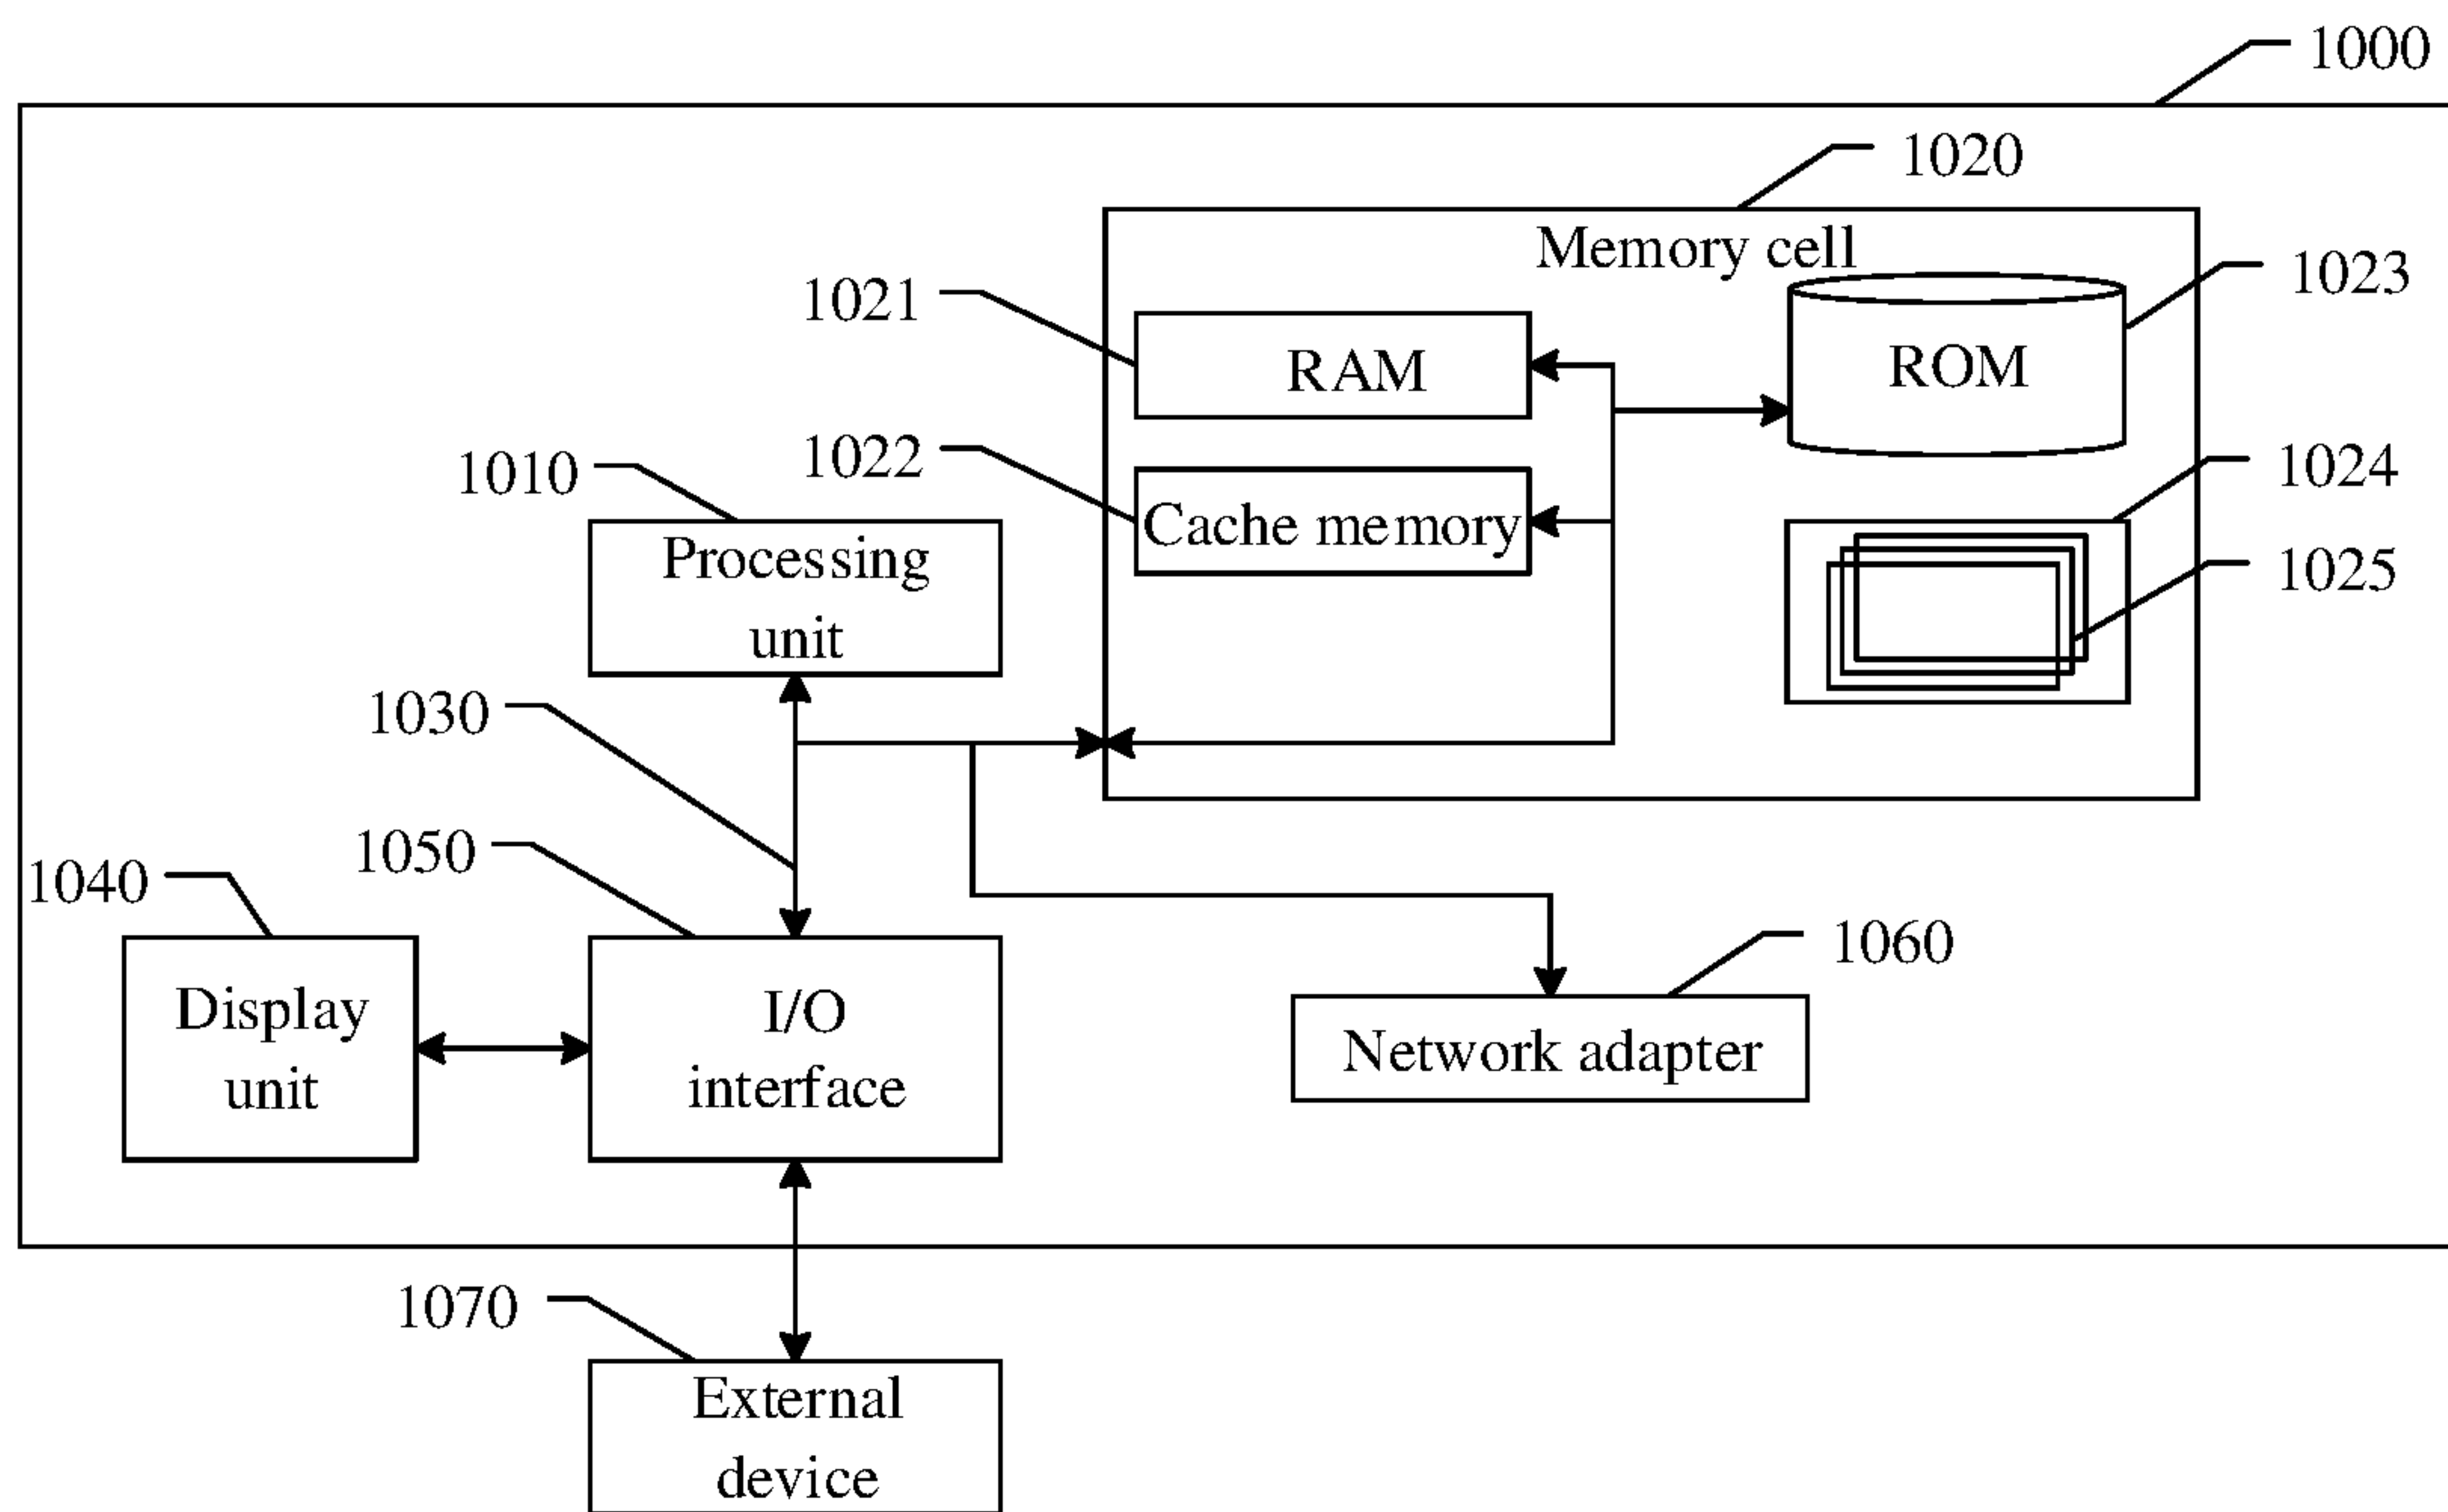 1000
1020
Memory cell
1023
1021
RAM
ROM
1022
1024
1010
Cache memory
1025
Processing
unit
1030
1050
1040
1060
Display
unit
I/O
interface
Network adapter
1070
External
device